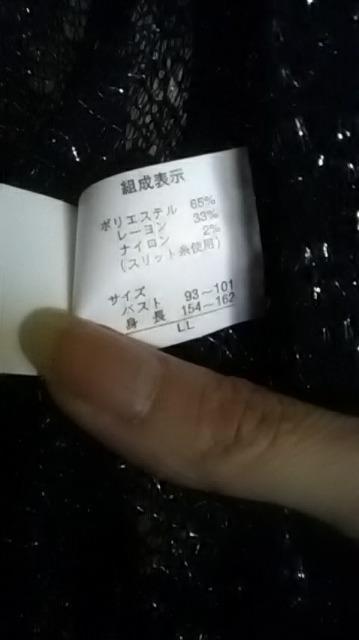 組成表示
ポリエステル 65%
レーヨン 33%
ナイロン 2%
(スリット糸使用)
サイズ
バスト 93〜101
身長 154〜162
LL